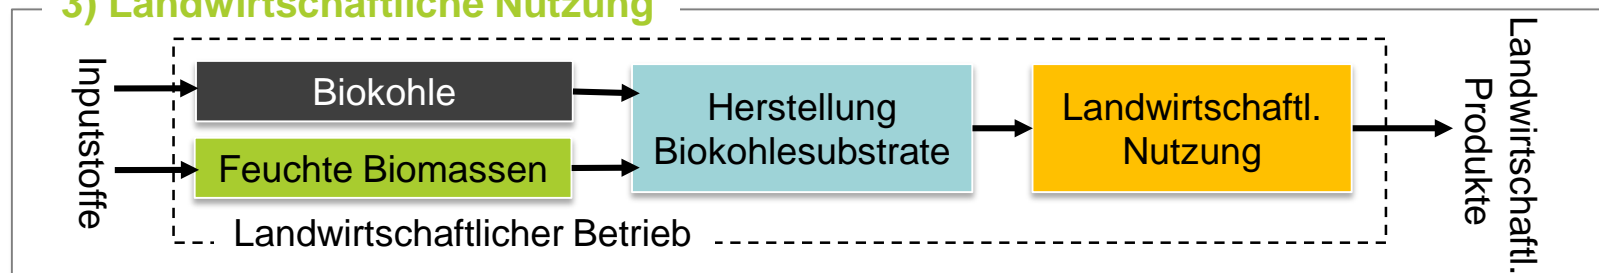 3) Landwirtschaftliche Nutzung
Inputstoffe
Biokohle
Feuchte Biomassen
Herstellung
Biokohlesubstrate
Landwirtschaftl.
Nutzung
Landwirtschaftl.
Produkte
Landwirtschaftlicher Betrieb